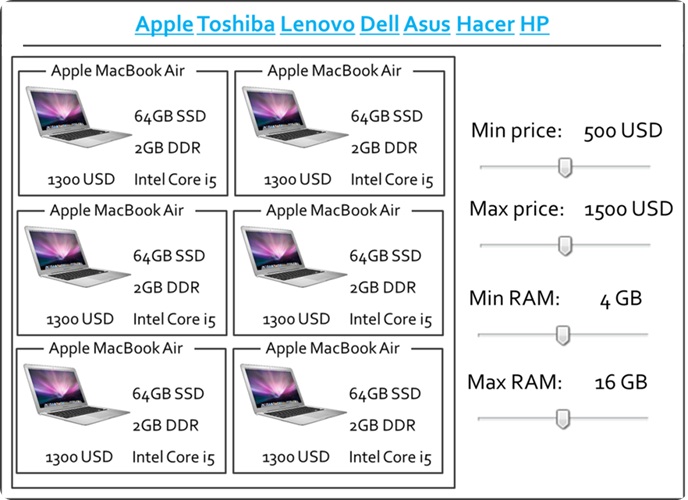 Apple Toshiba Lenovo Dell Asus Hacer HP
Apple MacBook Air
64GB SSD
2GB DDR
1300 USD Intel Core i5
Apple MacBook Air
64GB SSD
2GB DDR
1300 USD Intel Core i5
Apple MacBook Air
64GB SSD
2GB DDR
1300 USD Intel Core i5
Apple MacBook Air
64GB SSD
2GB DDR
1300 USD Intel Core i5
Apple MacBook Air
64GB SSD
2GB DDR
1300 USD Intel Core i5
Apple MacBook Air
64GB SSD
2GB DDR
1300 USD Intel Core i5
Min price: 500 USD
Max price: 1500 USD
Min RAM: 4 GB
Max RAM: 16 GB